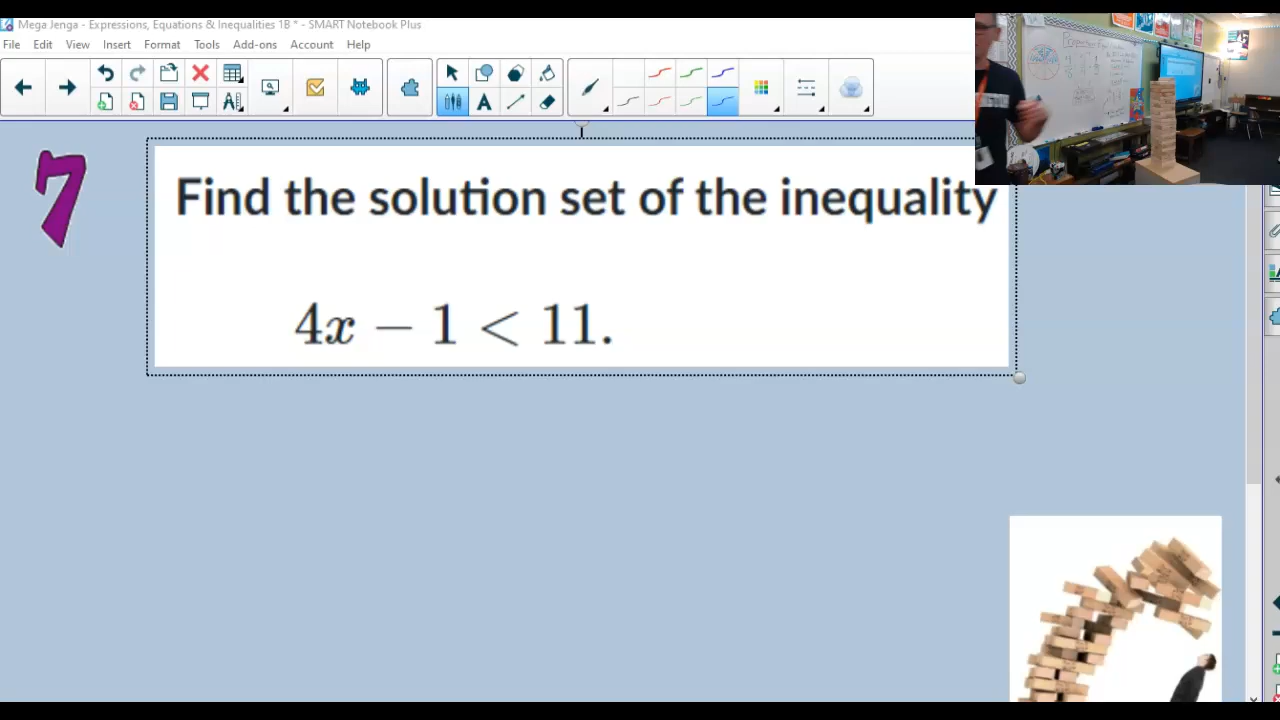 Mega Jenga - Expressions, Equations & Inequalities 1B * - SMART Notebook Plus
File Edit View Insert Format Tools Add-ons Account Help
7
Find the solution set of the inequality
4x − 1 < 11.